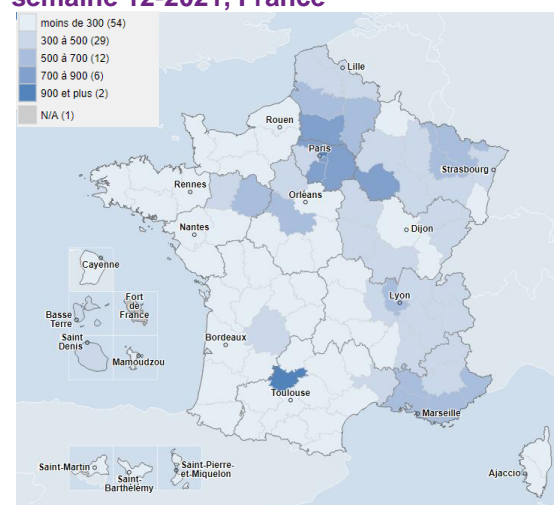 semaine 12-2021, France
moins de 300 (54)
300 à 500 (29)
500 à 700 (12)
700 à 900 (6)
900 et plus (2)
N/A (1)
Lille
Rouen
Paris
Strasbourg
Rennes
Orléans
Nantes
Dijon
Cayenne
Lyon
Basse
Terre
Fort
de
France
Saint
Denis
Mamoudzou
Bordeaux
Toulouse
Marseille
Saint-Martin
Saint-
Barthélémy
Saint-Pierre-
et-Miquelon
Ajaccio